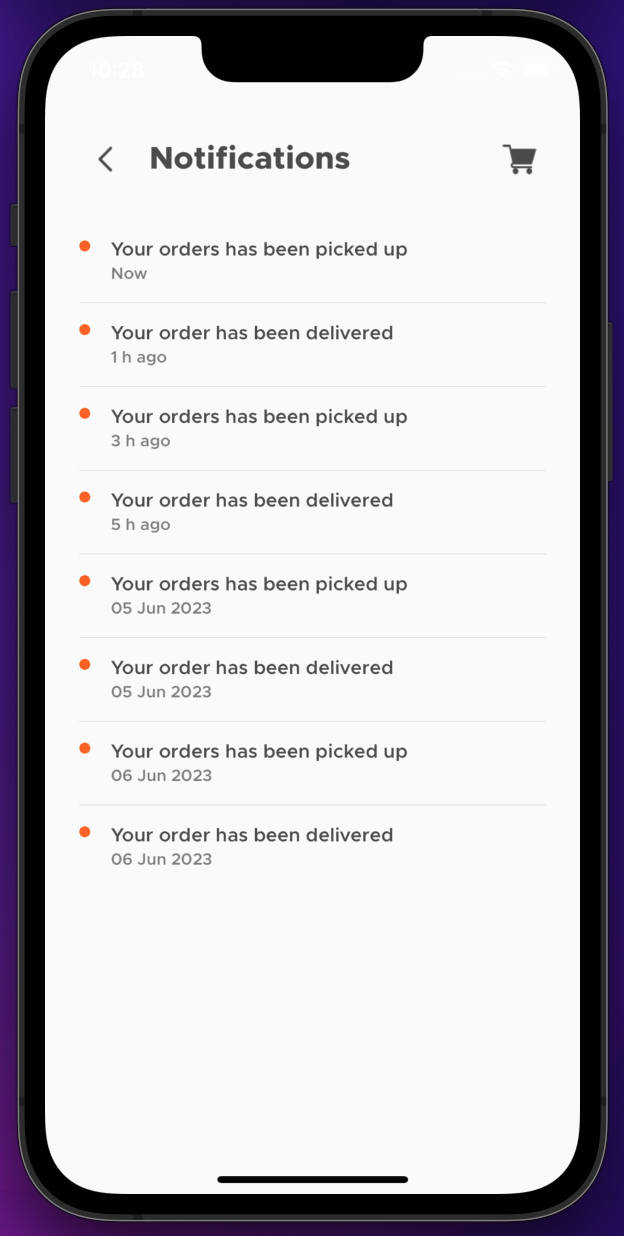 10:28
Notifications
Your orders has been picked up
Now
Your order has been delivered
1 h ago
Your orders has been picked up
3 h ago
Your order has been delivered
5 h ago
Your orders has been picked up
05 Jun 2023
Your order has been delivered
05 Jun 2023
Your orders has been picked up
06 Jun 2023
Your order has been delivered
06 Jun 2023